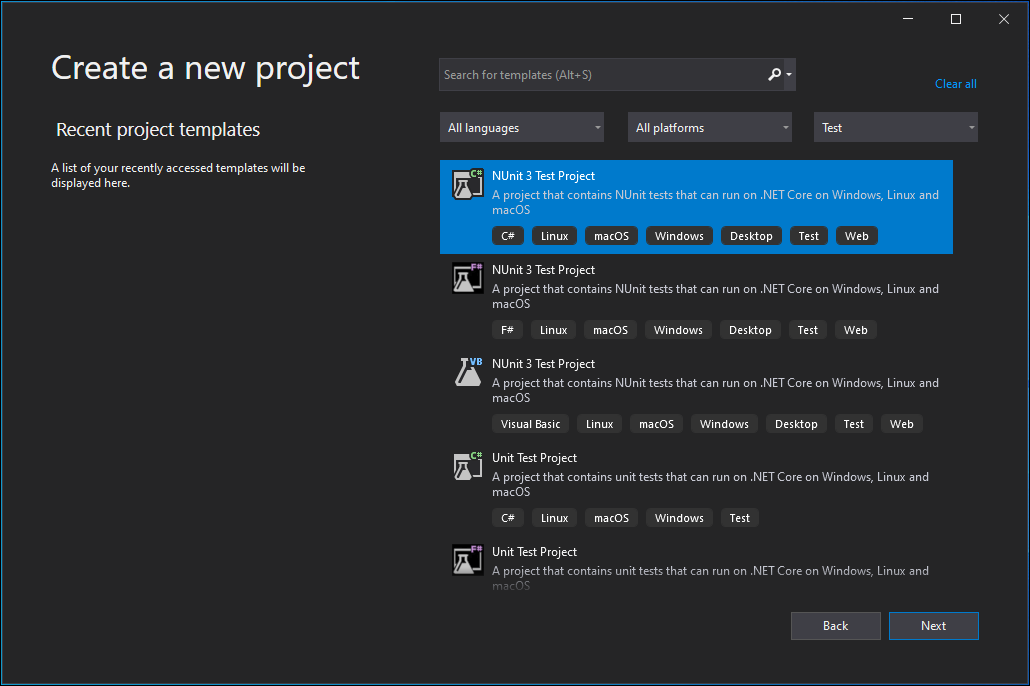 Create a new project
Search for templates (Alt+S)
Clear all
Recent project templates
All languages
All platforms
Test
A list of your recently accessed templates will be
displayed here.
C#
NUnit 3 Test Project
A project that contains NUnit tests that can run on .NET Core on Windows, Linux and
macOS
C#
Linux
macOS
Windows
Desktop
Test
Web
F#
NUnit 3 Test Project
A project that contains NUnit tests that can run on .NET Core on Windows, Linux and
macOS
F#
Linux
macOS
Windows
Desktop
Test
Web
VB
NUnit 3 Test Project
A project that contains NUnit tests that can run on .NET Core on Windows, Linux and
macOS
Visual Basic
Linux
macOS
Windows
Desktop
Test
Web
C#
Unit Test Project
A project that contains unit tests that can run on .NET Core on Windows, Linux and
macOS
C#
Linux
macOS
Windows
Test
F#
Unit Test Project
A project that contains unit tests that can run on .NET Core on Windows, Linux and
macOS
Back
Next